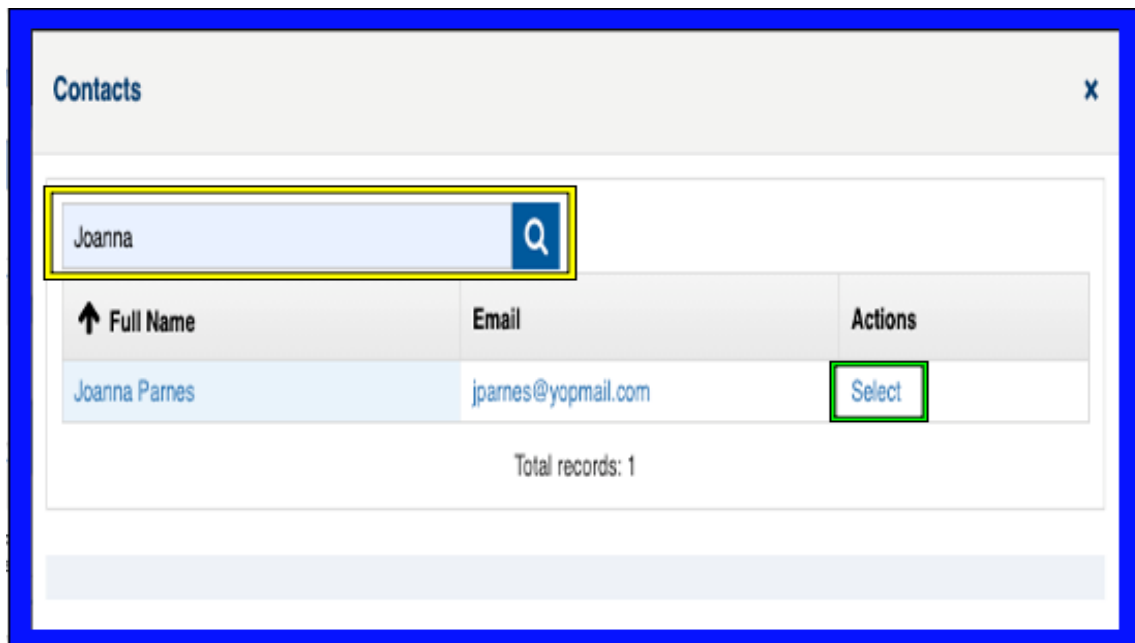 Contacts x
Joanna
Full Name Email Actions
Joanna Parnes jparnes@yopmail.com Select
Total records: 1